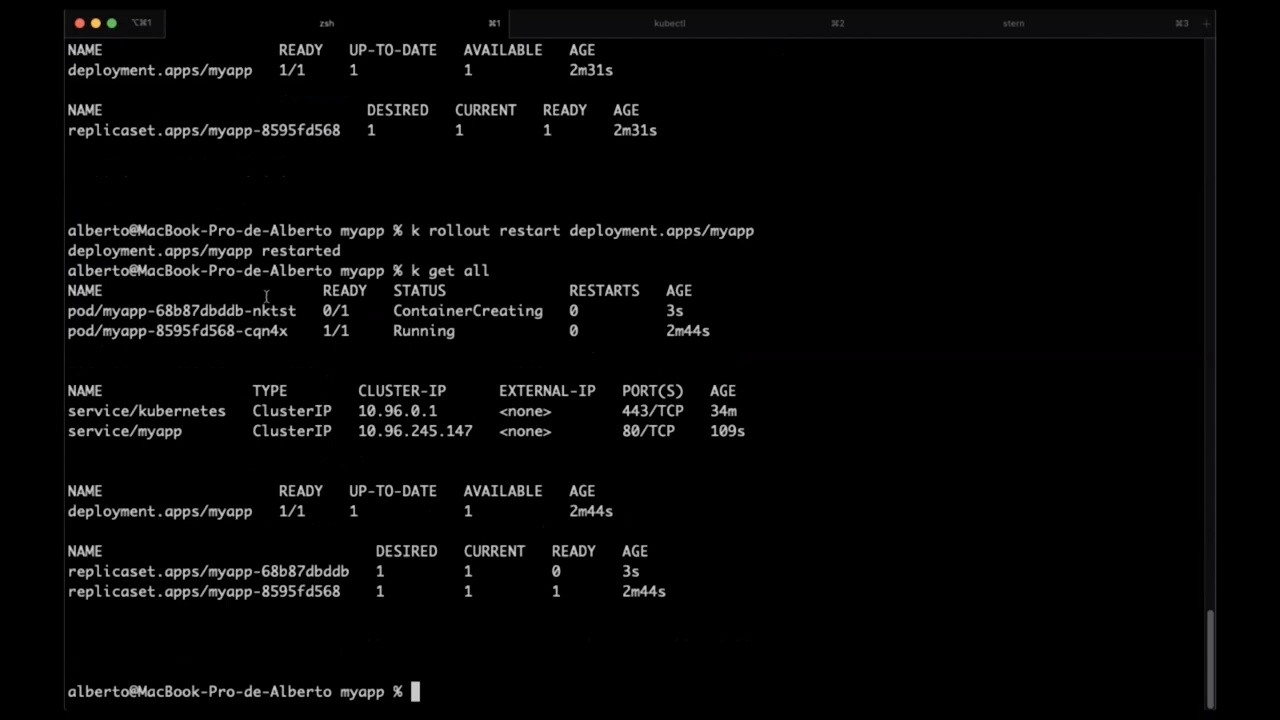 ⌥⌘1 zsh ⌘1 kubectl ⌘2 stern ⌘3 +
NAME READY UP-TO-DATE AVAILABLE AGE
deployment.apps/myapp 1/1 1 1 2m31s
NAME DESIRED CURRENT READY AGE
replicaset.apps/myapp-8595fd568 1 1 1 2m31s
alberto@MacBook-Pro-de-Alberto myapp % k rollout restart deployment.apps/myapp
deployment.apps/myapp restarted
alberto@MacBook-Pro-de-Alberto myapp % k get all
NAME READY STATUS RESTARTS AGE
pod/myapp-68b87dbddb-nktst 0/1 ContainerCreating 0 3s
pod/myapp-8595fd568-cqn4x 1/1 Running 0 2m44s
NAME TYPE CLUSTER-IP EXTERNAL-IP PORT(S) AGE
service/kubernetes ClusterIP 10.96.0.1 <none> 443/TCP 34m
service/myapp ClusterIP 10.96.245.147 <none> 80/TCP 109s
NAME READY UP-TO-DATE AVAILABLE AGE
deployment.apps/myapp 1/1 1 1 2m44s
NAME DESIRED CURRENT READY AGE
replicaset.apps/myapp-68b87dbddb 1 1 0 3s
replicaset.apps/myapp-8595fd568 1 1 1 2m44s
alberto@MacBook-Pro-de-Alberto myapp %